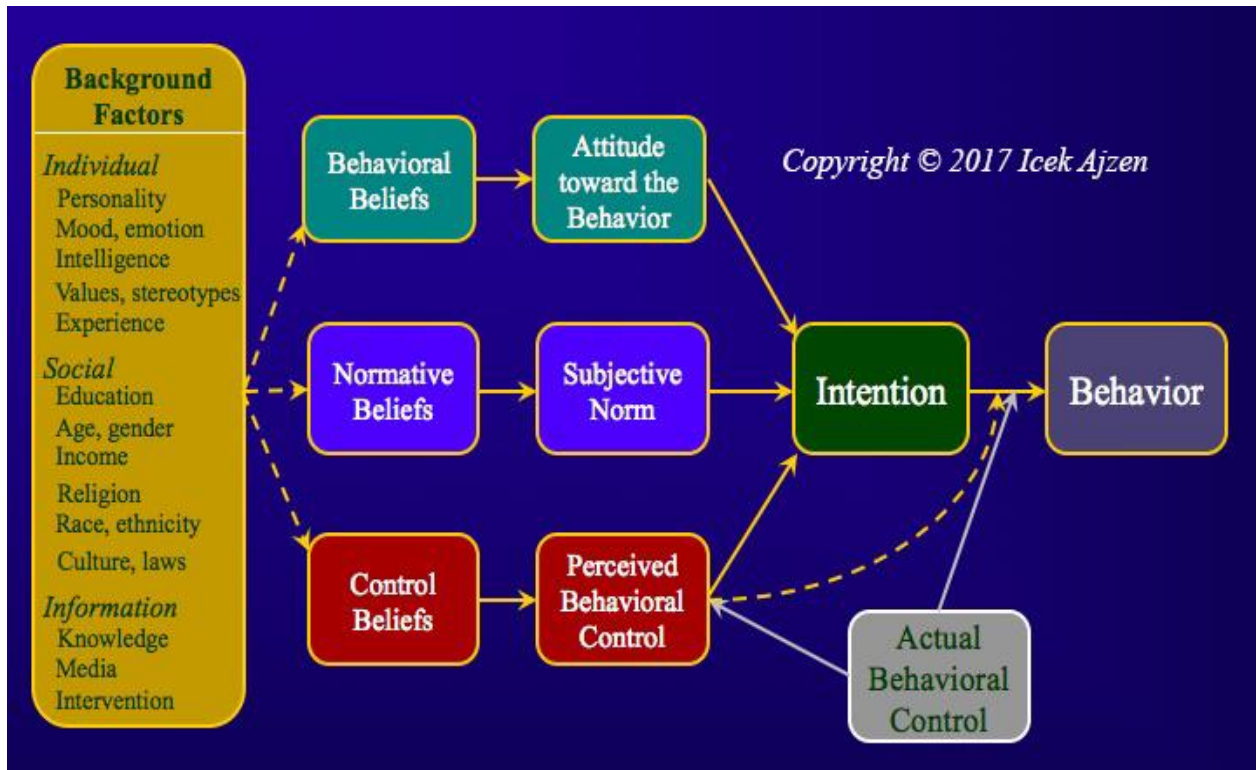 Background
Factors
Individual
Personality
Mood, emotion
Intelligence
Values, stereotypes
Experience
Social
Education
Age, gender
Income
Religion
Race, ethnicity
Culture, laws
Information
Knowledge
Media
Intervention
Behavioral
Beliefs
Attitude
toward the
Behavior
Copyright © 2017 Icek Ajzen
Normative
Beliefs
Subjective
Norm
Intention
Behavior
Control
Beliefs
Perceived
Behavioral
Control
Actual
Behavioral
Control